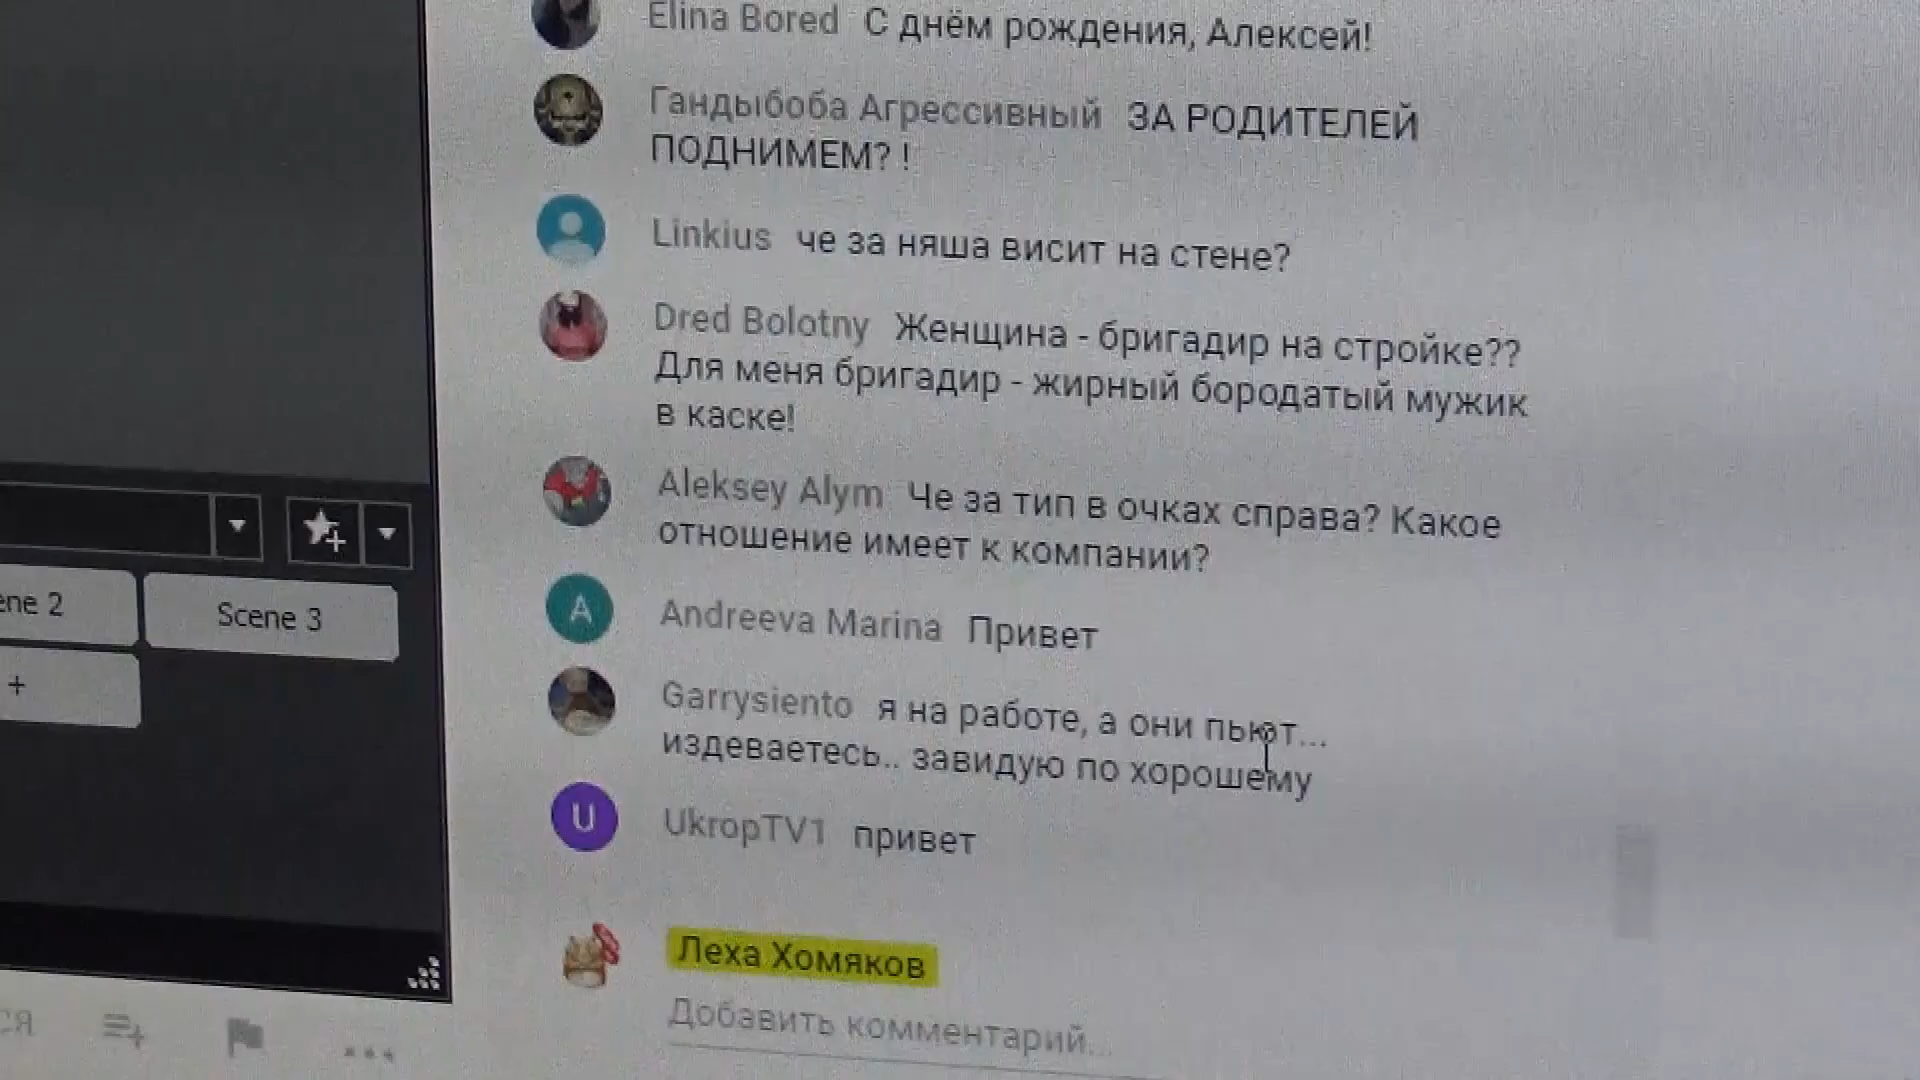 Elina Bored С днём рождения, Алексей!
Гандыбоба Агрессивный ЗА РОДИТЕЛЕЙ
ПОДНИМЕМ? !
Linkius че за няша висит на стене?
Dred Bolotny Женщина - бригадир на стройке??
Для меня бригадир - жирный бородатый мужик
в каске!
Aleksey Alym Че за тип в очках справа? Какое
отношение имеет к компании?
A Andreeva Marina Привет
Garrysiento я на работе, а они пьют...
издеваетесь.. завидую по хорошему
U UkropTV1 привет
Леха Хомяков
Добавить комментарий...
ene 2
Scene 3
+
ся